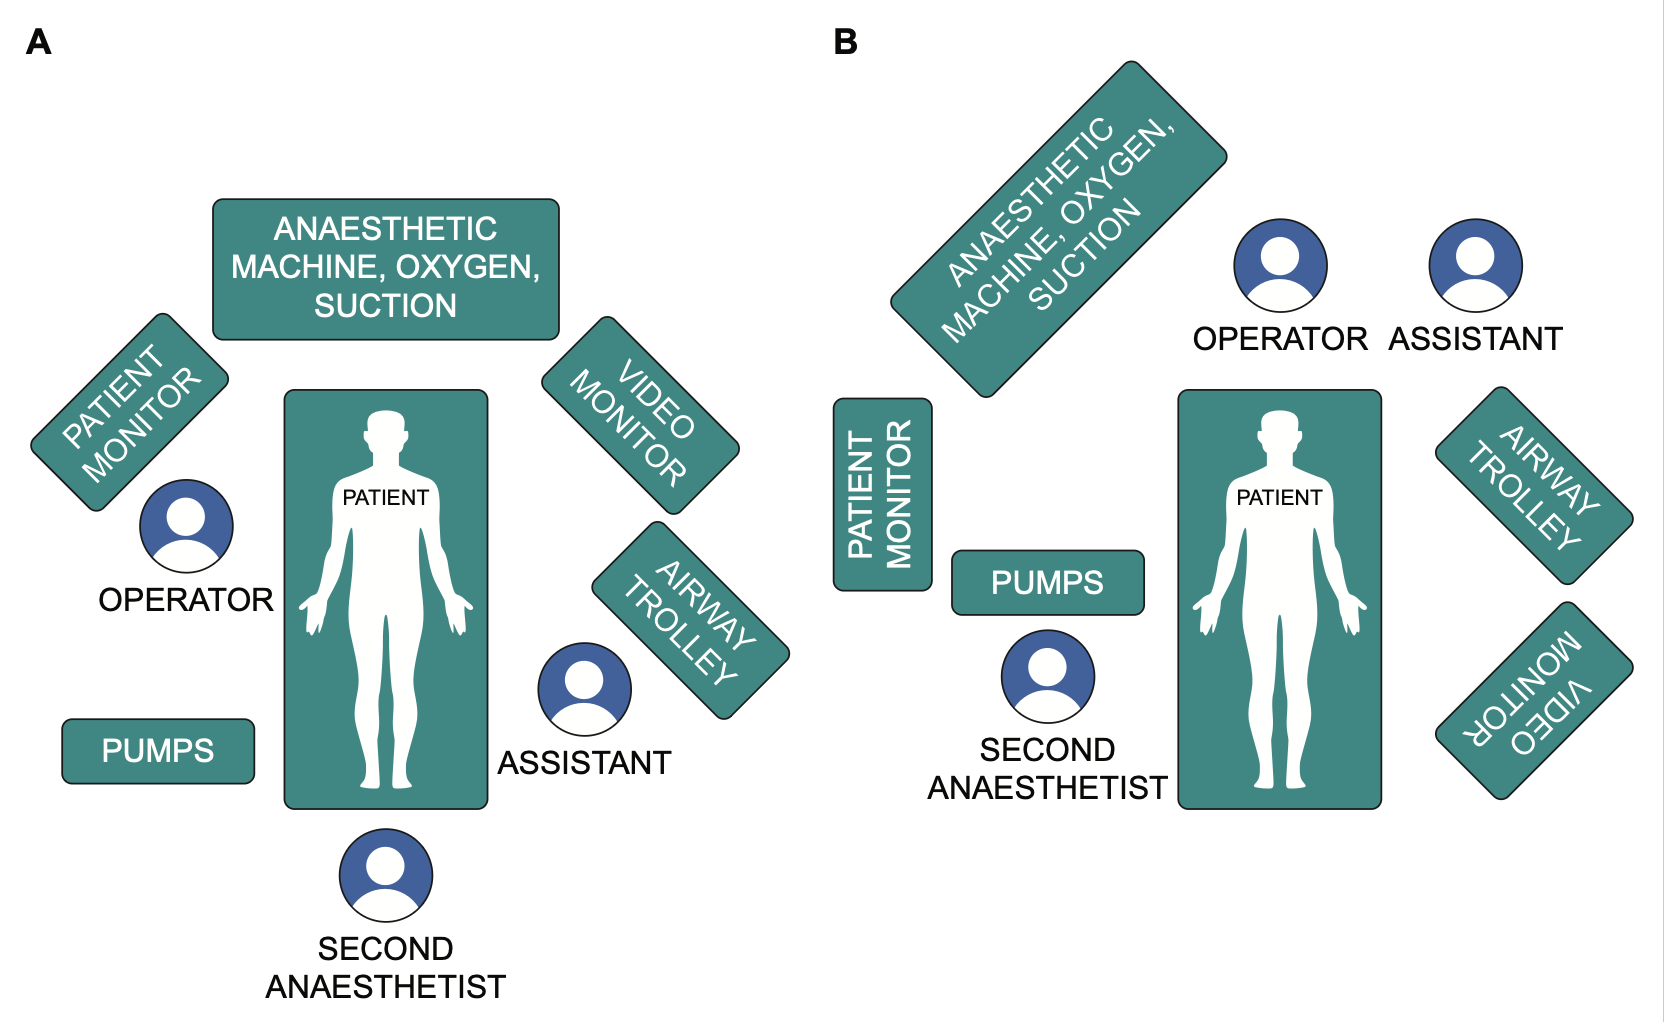 A
ANAESTHETIC
MACHINE, OXYGEN,
SUCTION
PATIENT
MONITOR
VIDEO
MONITOR
PATIENT
OPERATOR
AIRWAY
TROLLEY
PUMPS
ASSISTANT
SECOND
ANAESTHETIST
B
ANAESTHETIC
MACHINE, OXYGEN,
SUCTION
OPERATOR
ASSISTANT
PATIENT
MONITOR
PATIENT
AIRWAY
TROLLEY
PUMPS
SECOND
ANAESTHETIST
VIDEO
MONITOR